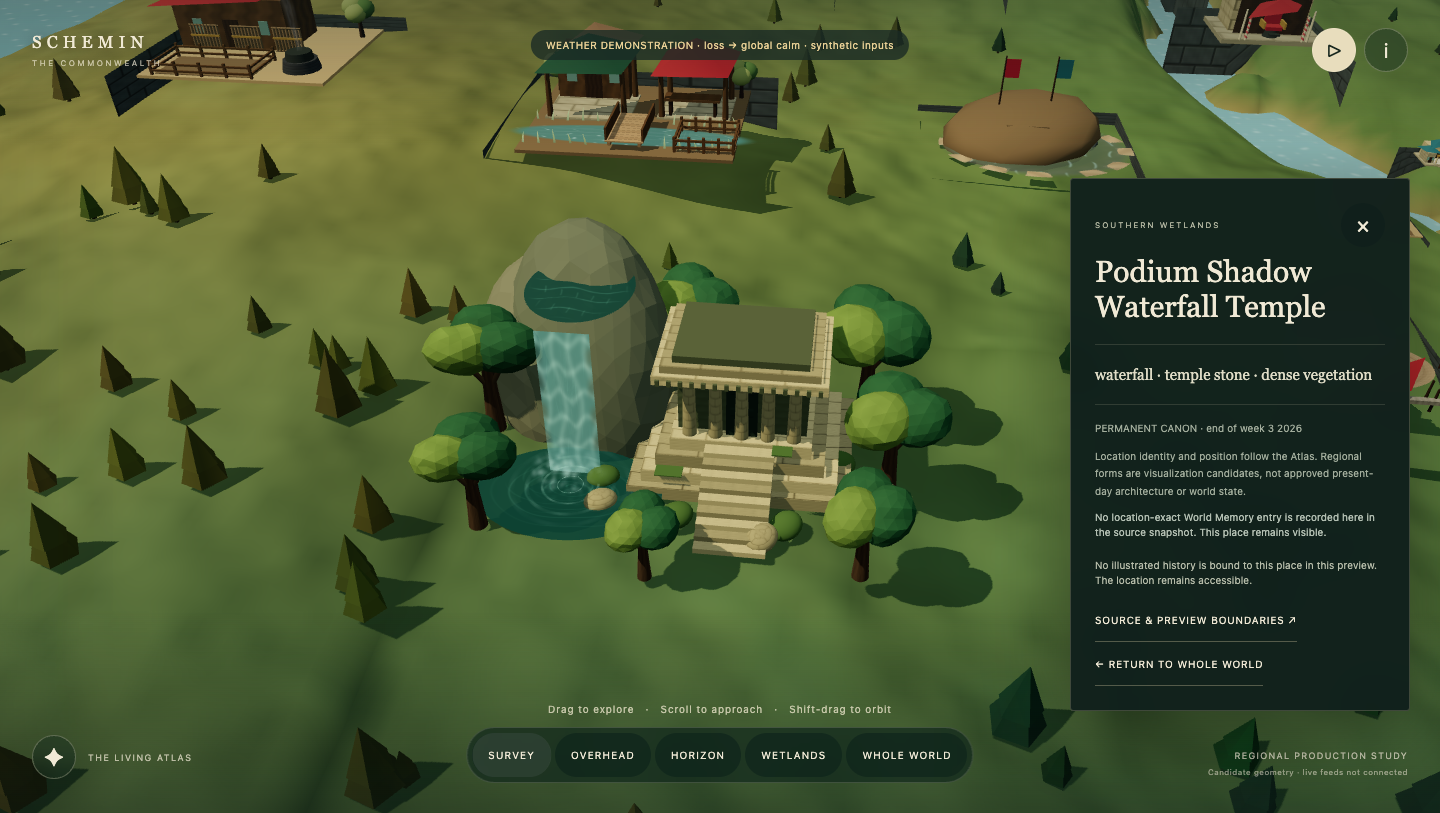 SCHEMIN
THE COMMONWEALTH
WEATHER DEMONSTRATION · loss → global calm · synthetic inputs
i
SOUTHERN WETLANDS
×
Podium Shadow
Waterfall Temple
waterfall · temple stone · dense vegetation
PERMANENT CANON · end of week 3 2026
Location identity and position follow the Atlas. Regional
forms are visualization candidates, not approved present-
day architecture or world state.
No location-exact World Memory entry is recorded here in
the source snapshot. This place remains visible.
No illustrated history is bound to this place in this preview.
The location remains accessible.
SOURCE & PREVIEW BOUNDARIES ↗
← RETURN TO WHOLE WORLD
Drag to explore · Scroll to approach · Shift-drag to orbit
SURVEY
OVERHEAD
HORIZON
WETLANDS
WHOLE WORLD
THE LIVING ATLAS
REGIONAL PRODUCTION STUDY
Candidate geometry · live feeds not connected